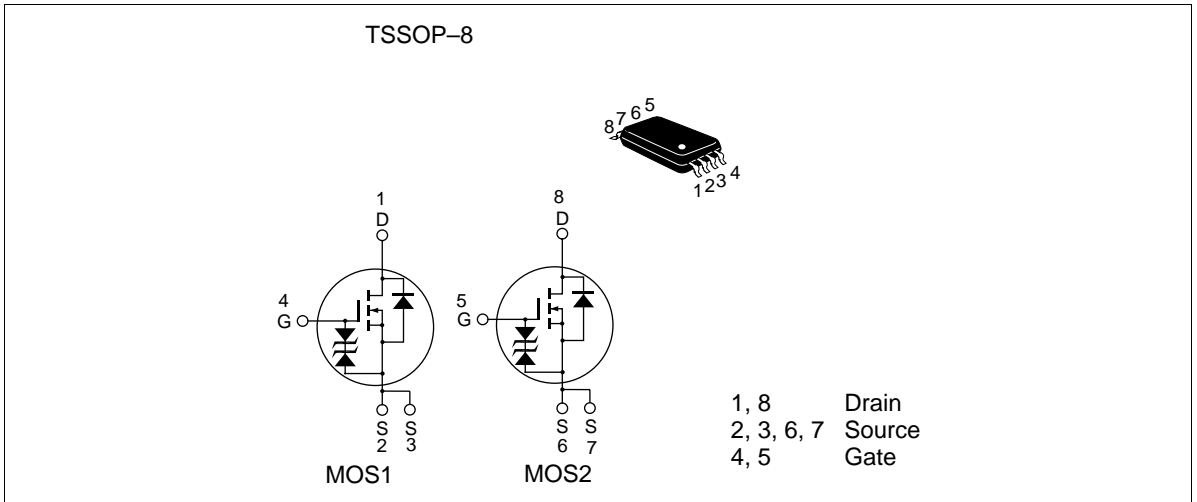 TSSOP–8
8 7 6 5
1 2 3 4
1
D
8
D
4
G
5
G
S S
2 3
S S
6 7
MOS1
MOS2
1, 8 Drain
2, 3, 6, 7 Source
4, 5 Gate